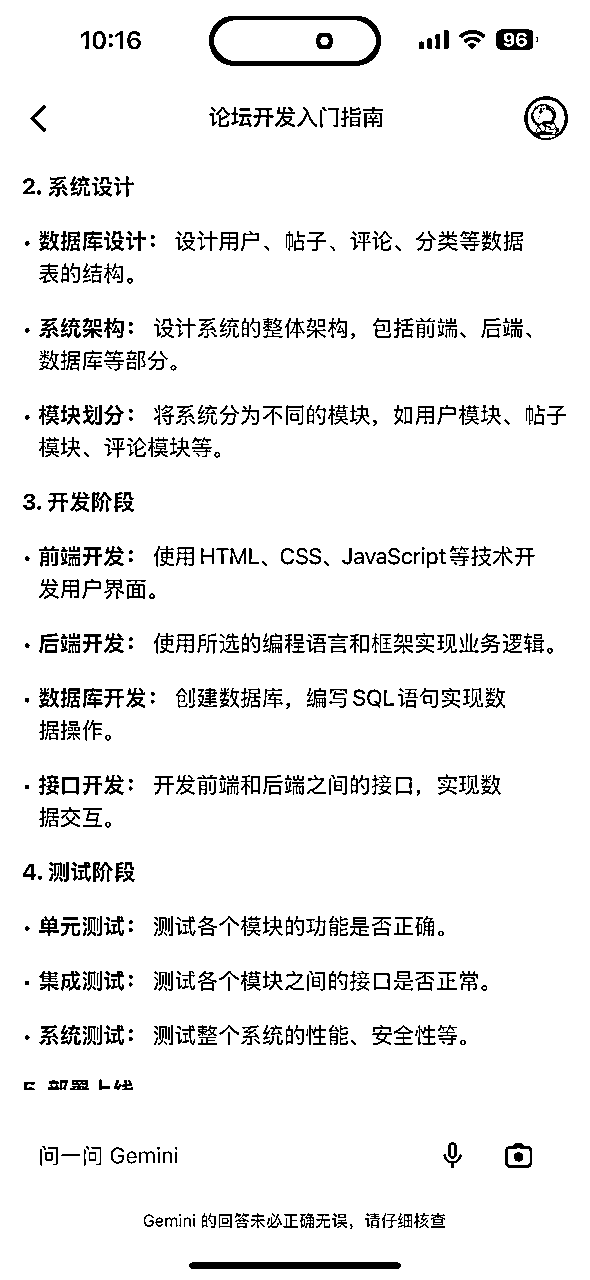 10:16
96
论坛开发入门指南
2. 系统设计
• 数据库设计： 设计用户、帖子、评论、分类等数据
表的结构。
• 系统架构： 设计系统的整体架构，包括前端、后端、
数据库等部分。
• 模块划分： 将系统分为不同的模块，如用户模块、帖子
模块、评论模块等。
3. 开发阶段
• 前端开发： 使用HTML、CSS、JavaScript等技术开
发用户界面。
• 后端开发： 使用所选的编程语言和框架实现业务逻辑。
• 数据库开发： 创建数据库，编写SQL语句实现数
据操作。
• 接口开发： 开发前端和后端之间的接口，实现数
据交互。
4. 测试阶段
• 单元测试： 测试各个模块的功能是否正确。
• 集成测试： 测试各个模块之间的接口是否正常。
• 系统测试： 测试整个系统的性能、安全性等。
5. 部署上线
问一问 Gemini
Gemini 的回答未必正确无误，请仔细核查